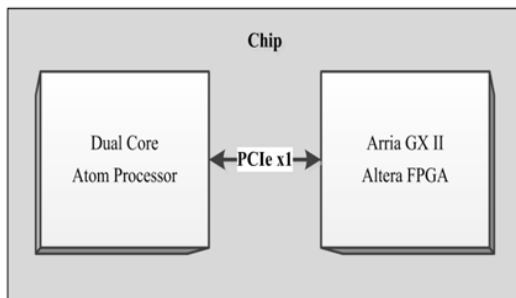 Chip
Dual Core
Atom Processor
PCIe x1
Arria GX II
Altera FPGA